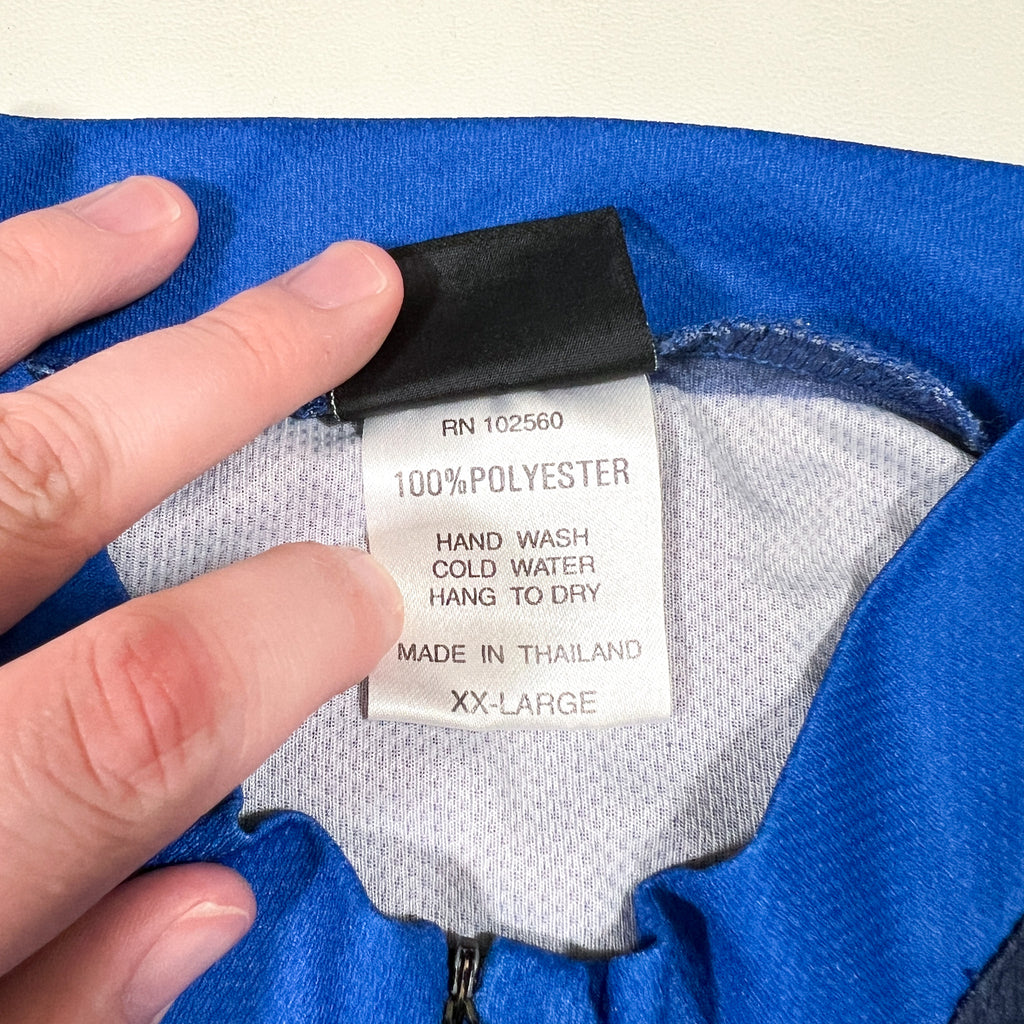 RN 102560
100%POLYESTER
HAND WASH
COLD WATER
HANG TO DRY
MADE IN THAILAND
XX-LARGE